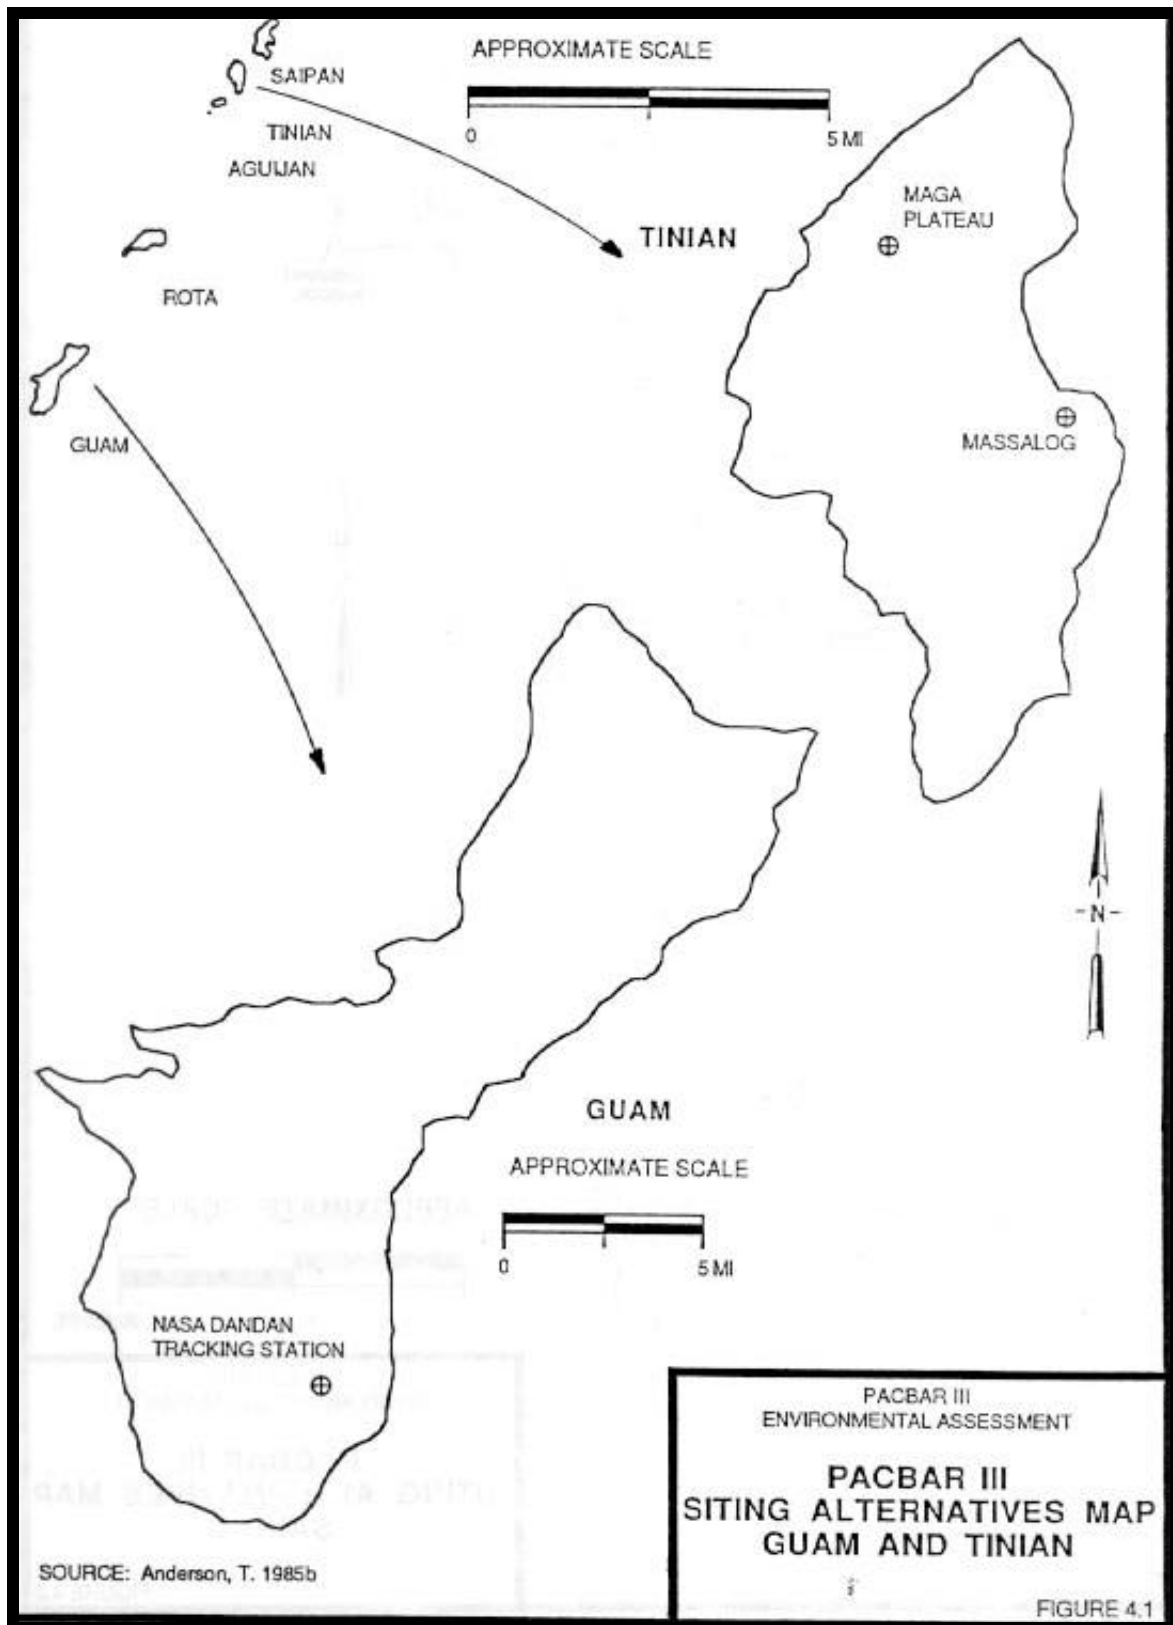 SAIPAN
TINIAN
AGUIJAN
ROTA
GUAM
APPROXIMATE SCALE
0
5 MI
TINIAN
MAGA
PLATEAU
MASSALOG
-N-
GUAM
APPROXIMATE SCALE
0
5 MI
NASA DANDAN
TRACKING STATION
SOURCE: Anderson, T. 1985b
PACBAR III
ENVIRONMENTAL ASSESSMENT
PACBAR III
SITING ALTERNATIVES MAP
GUAM AND TINIAN
FIGURE 4.1